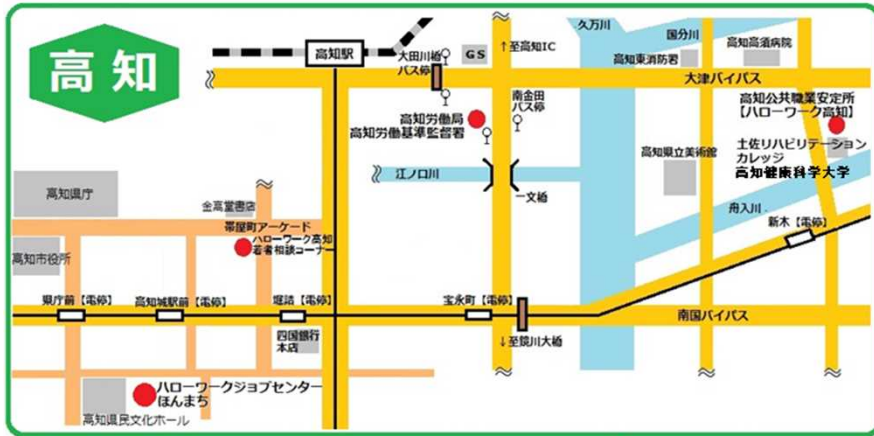 高知
高知駅
大田川橋
バス停
GS
↑至高知IC
久万川
国分川
高知東消防署
高知高須病院
大津バイパス
南金田
バス停
高知労働局
高知労働基準監督署
高知公共職業安定所
【ハローワーク高知】
土佐リハビリテーション
カレッジ
高知健康科学大学
高知県立美術館
江ノ口川
一文橋
舟入川
新木【電停】
高知県庁
金高堂書店
帯屋町アーケード
ハローワーク高知
若者相談コーナー
高知市役所
県庁前【電停】
高知城駅前【電停】
堀詰【電停】
宝永町【電停】
南国バイパス
四国銀行
本店
↓至鏡川大橋
ハローワークジョブセンター
ほんまち
高知県民文化ホール